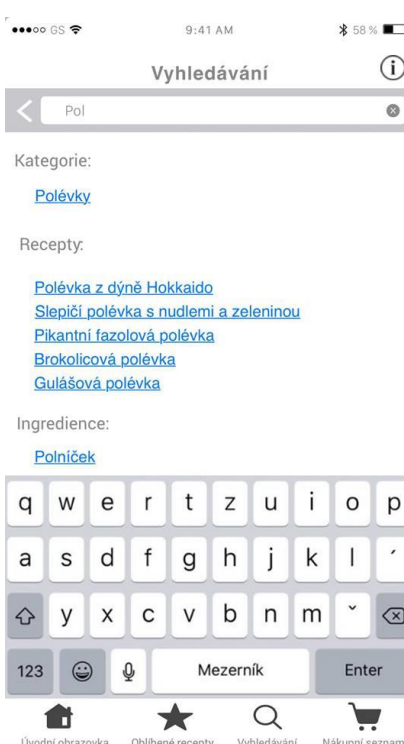 GS 9:41 AM 58 %
Vyhledávání
Pol
Kategorie:
Polévky
Recepty:
Polévka z dýně Hokkaido
Slepičí polévka s nudlemi a zeleninou
Pikantní fazolová polévka
Brokolicová polévka
Gulášová polévka
Ingredience:
Polníček
q w e r t z u i o p
a s d f g h j k l ´
y x c v b n m ˇ
123 Mezerník Enter
Úvodní obrazovka Oblíbené recepty Vyhledávání Nákupní seznam